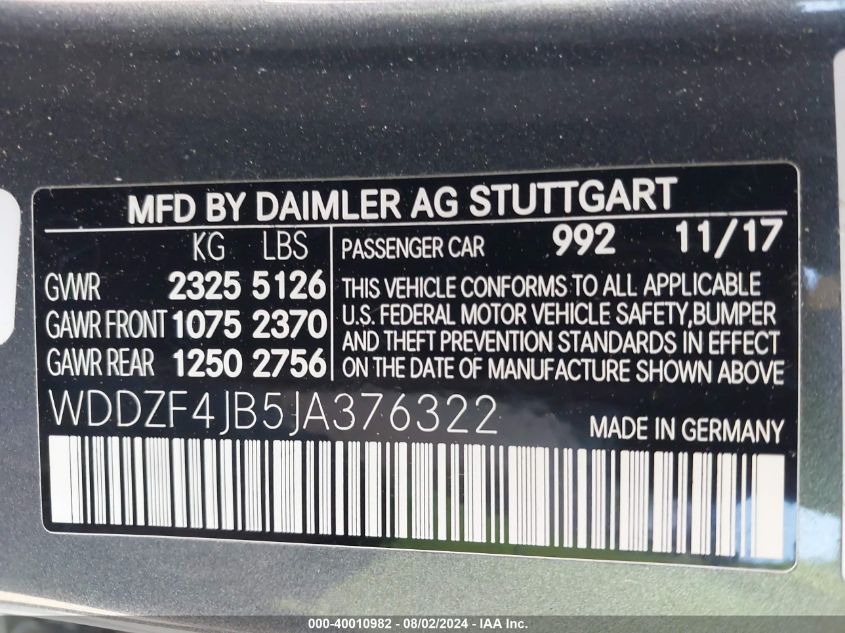 MFD BY DAIMLER AG STUTTGART
KG LBS
GVWR 2325 5126
GAWR FRONT 1075 2370
GAWR REAR 1250 2756
PASSENGER CAR 992 11/17
THIS VEHICLE CONFORMS TO ALL APPLICABLE
U.S. FEDERAL MOTOR VEHICLE SAFETY,BUMPER
AND THEFT PREVENTION STANDARDS IN EFFECT
ON THE DATE OF MANUFACTURE SHOWN ABOVE
WDDZF4JB5JA376322
MADE IN GERMANY
000-40010982 - 08/02/2024 - IAAI.COM